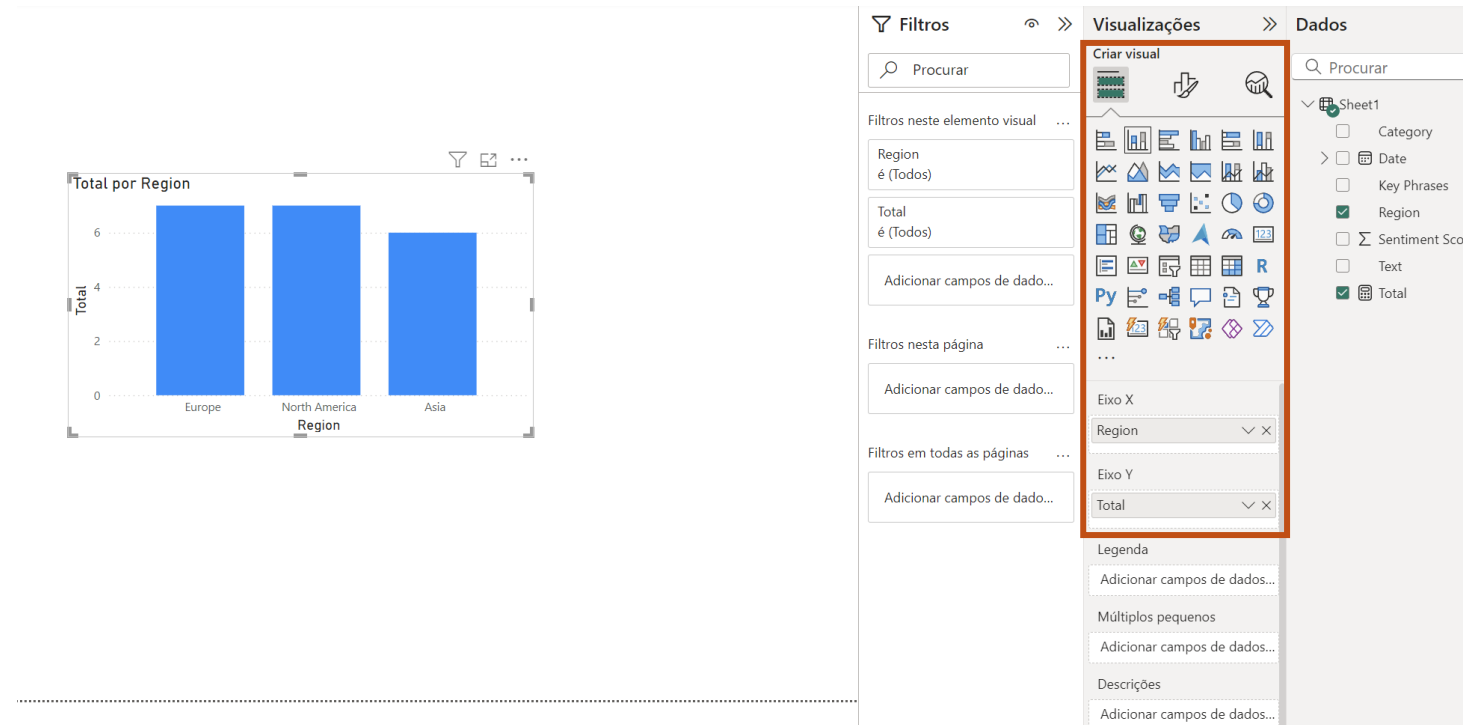 Total por Region
6
4
2
0
Total
Europe
North America
Asia
Region
Filtros
Procurar
Filtros neste elemento visual
...
Region
é (Todos)
Total
é (Todos)
Adicionar campos de dado...
Filtros nesta página
...
Adicionar campos de dado...
Filtros em todas as páginas
...
Adicionar campos de dado...
Visualizações
Criar visual
123
R
Py
123
...
Eixo X
Region
Eixo Y
Total
Legenda
Adicionar campos de dados...
Múltiplos pequenos
Adicionar campos de dados...
Descrições
Adicionar campos de dados...
Dados
Procurar
Sheet1
Category
Date
Key Phrases
Region
Σ Sentiment Sco
Text
Total